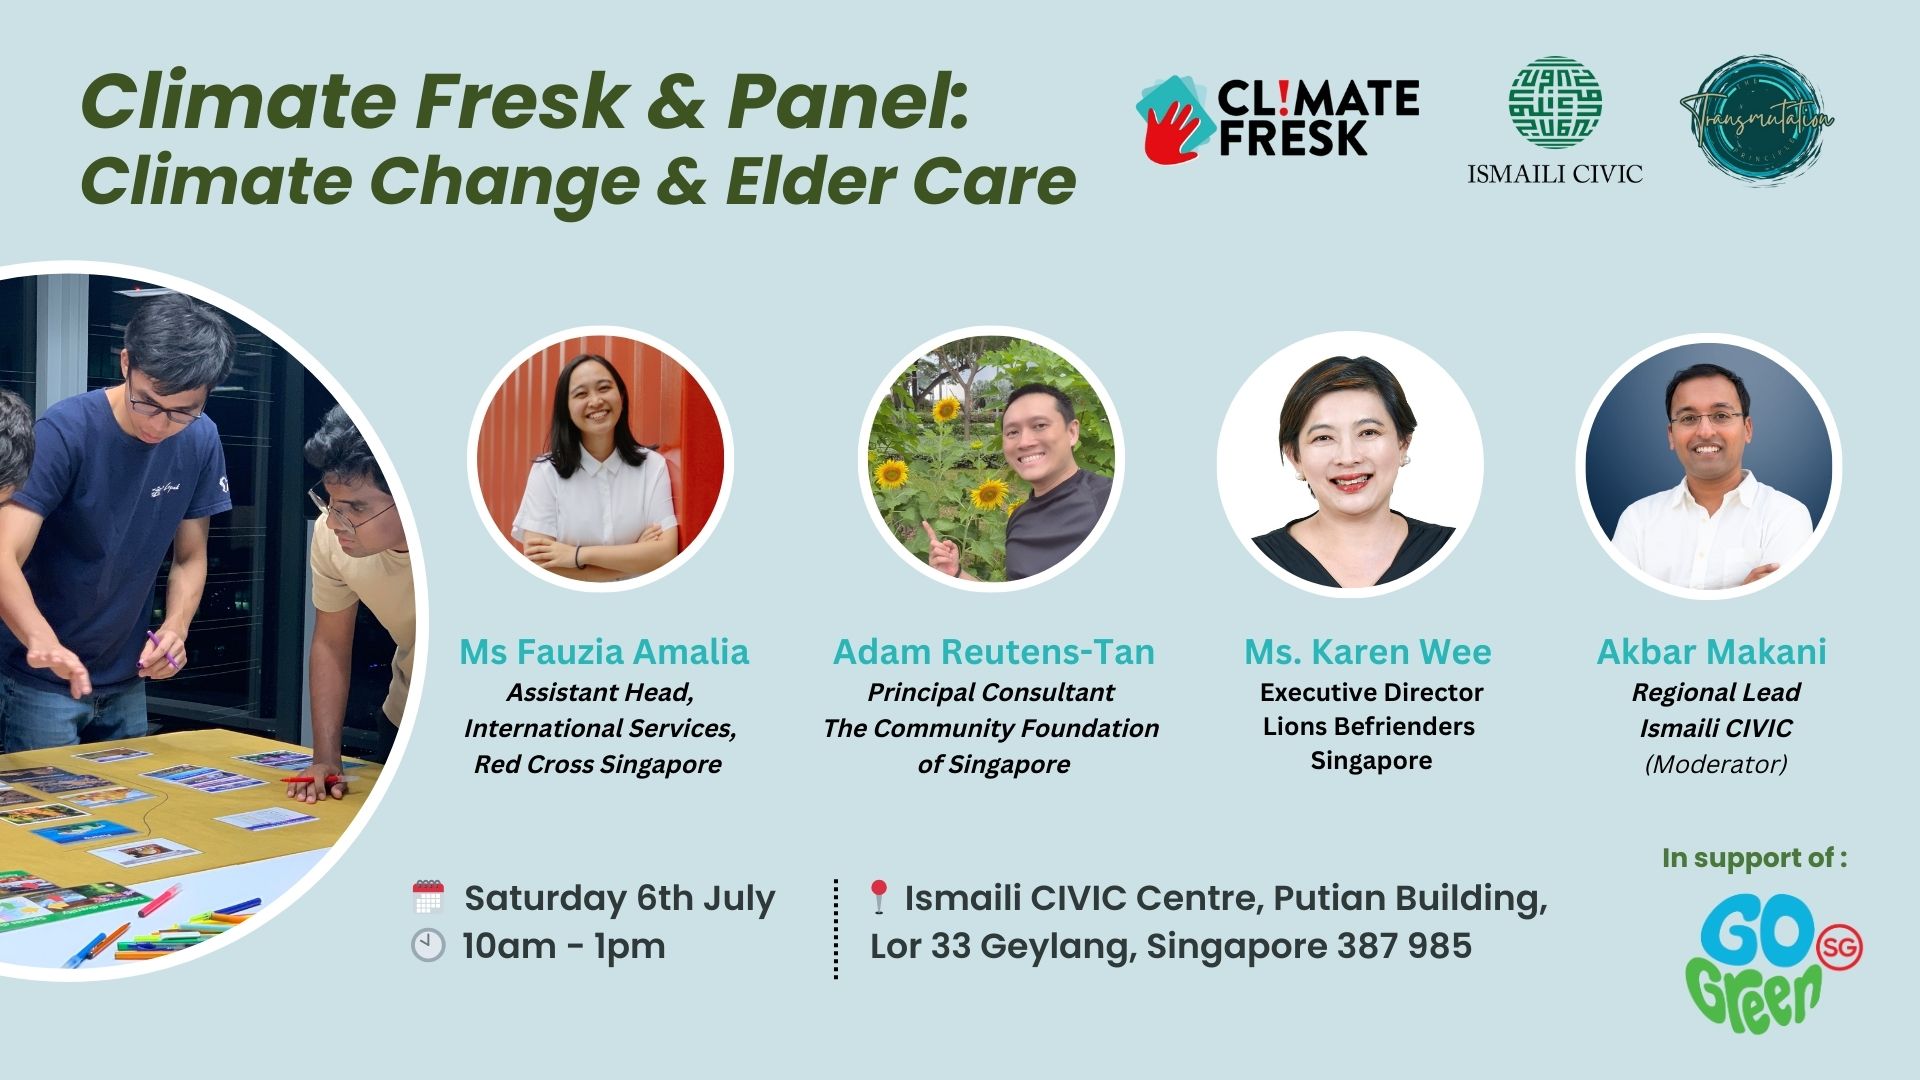 Climate Fresk & Panel:
Climate Change & Elder Care
CL!MATE
FRESK
ISMAILI CIVIC
THE
Transmutation
PRINCIPLE
Ms Fauzia Amalia
Assistant Head,
International Services,
Red Cross Singapore
Adam Reutens-Tan
Principal Consultant
The Community Foundation
of Singapore
Ms. Karen Wee
Executive Director
Lions Befrienders
Singapore
Akbar Makani
Regional Lead
Ismaili CIVIC
(Moderator)
Saturday 6th July
10am - 1pm
Ismaili CIVIC Centre, Putian Building,
Lor 33 Geylang, Singapore 387 985
In support of :
GO
SG
Green